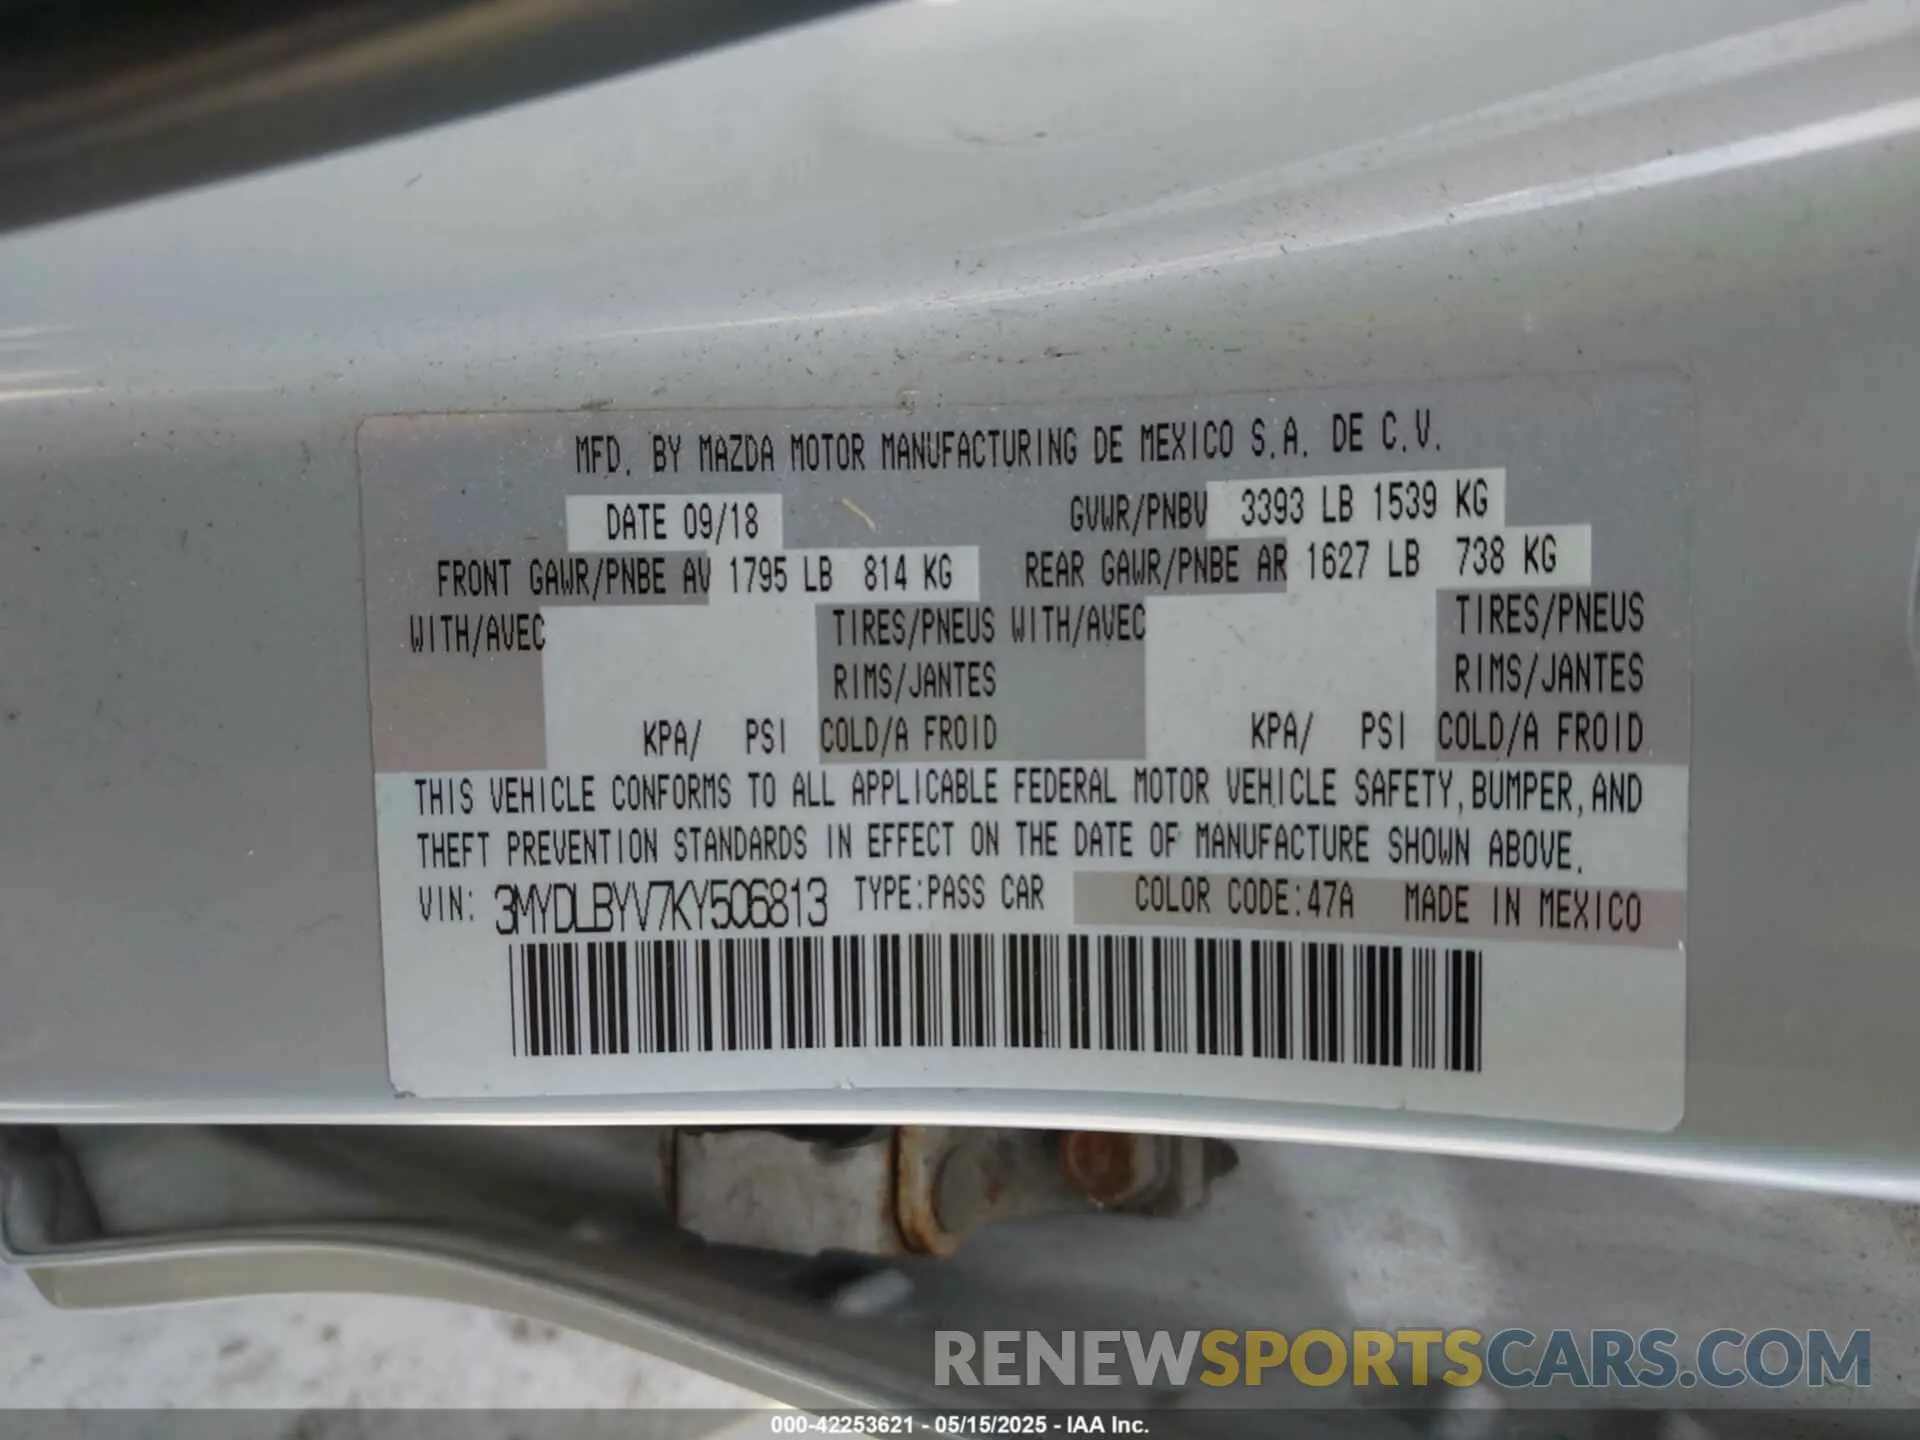 MFD. BY MAZDA MOTOR MANUFACTURING DE MEXICO S.A. DE C.V.
DATE 09/18 GVWR/PNBV 3393 LB 1539 KG
FRONT GAWR/PNBE AV 1795 LB 814 KG REAR GAWR/PNBE AR 1627 LB 738 KG
WITH/AVEC TIRES/PNEUS WITH/AVEC TIRES/PNEUS
RIMS/JANTES RIMS/JANTES
KPA/ PSI COLD/A FROID KPA/ PSI COLD/A FROID
THIS VEHICLE CONFORMS TO ALL APPLICABLE FEDERAL MOTOR VEHICLE SAFETY, BUMPER, AND
THEFT PREVENTION STANDARDS IN EFFECT ON THE DATE OF MANUFACTURE SHOWN ABOVE.
VIN: 3MYDLBYV7KY506813 TYPE:PASS CAR COLOR CODE:47A MADE IN MEXICO
RENEWSPORTSCARS.COM
000-42253621 - 05/15/2025 - IAA Inc.